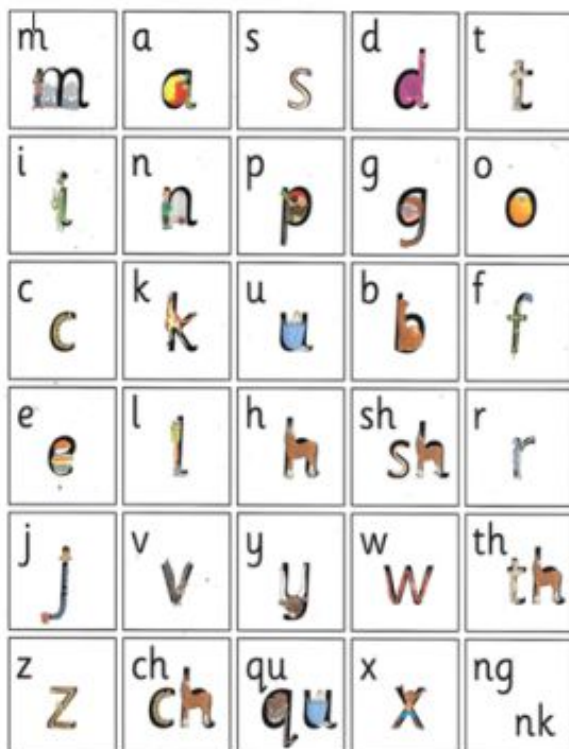 m a s d t
m a s d t
i n p g o
i n p g o
c k u b f
c k u b f
e l h sh r
e l h sh r
j v y w th
j v y w th
z ch qu x ng
z ch qu x nk